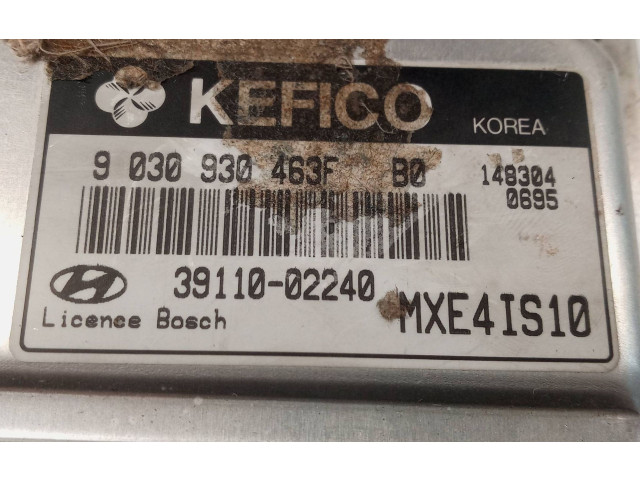 KEFICO KOREA
9 030 930 463F B0 148304
0695
39110-02240 MXE4IS10
Licence Bosch